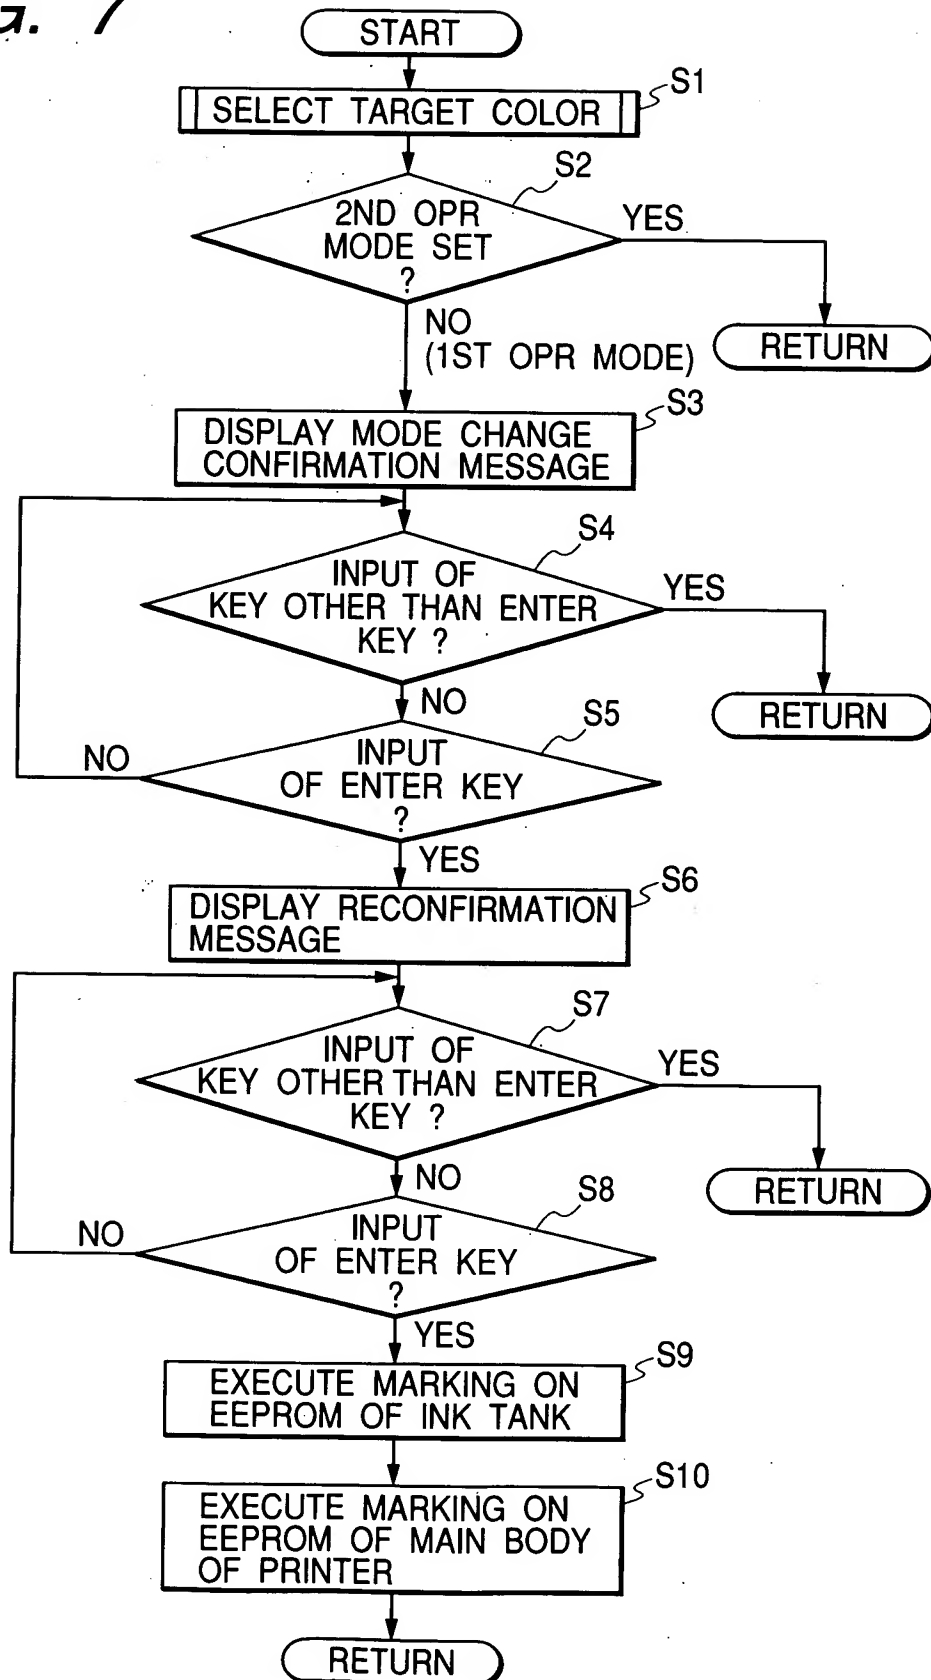 G. 7
START
SELECT TARGET COLOR
S1
S2
2ND OPR
MODE SET
?
YES
RETURN
NO
(1ST OPR MODE)
S3
DISPLAY MODE CHANGE
CONFIRMATION MESSAGE
S4
INPUT OF
KEY OTHER THAN ENTER
KEY ?
YES
RETURN
NO
S5
INPUT
OF ENTER KEY
?
NO
YES
S6
DISPLAY RECONFIRMATION
MESSAGE
S7
INPUT OF
KEY OTHER THAN ENTER
KEY ?
YES
RETURN
NO
S8
INPUT
OF ENTER KEY
?
NO
YES
S9
EXECUTE MARKING ON
EEPROM OF INK TANK
S10
EXECUTE MARKING ON
EEPROM OF MAIN BODY
OF PRINTER
RETURN